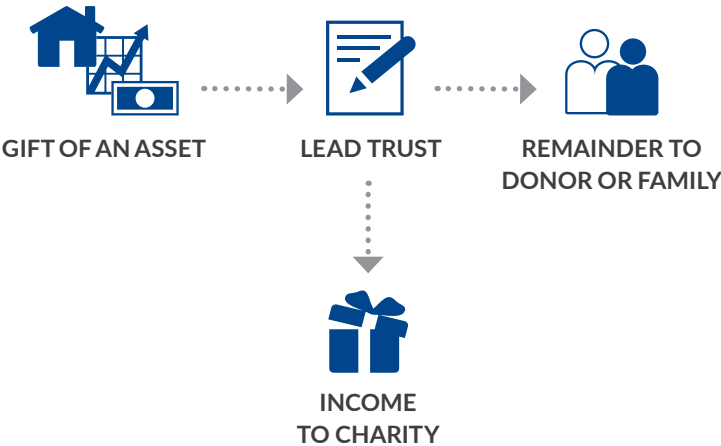 GIFT OF AN ASSET
LEAD TRUST
REMAINDER TO
DONOR OR FAMILY
INCOME
TO CHARITY